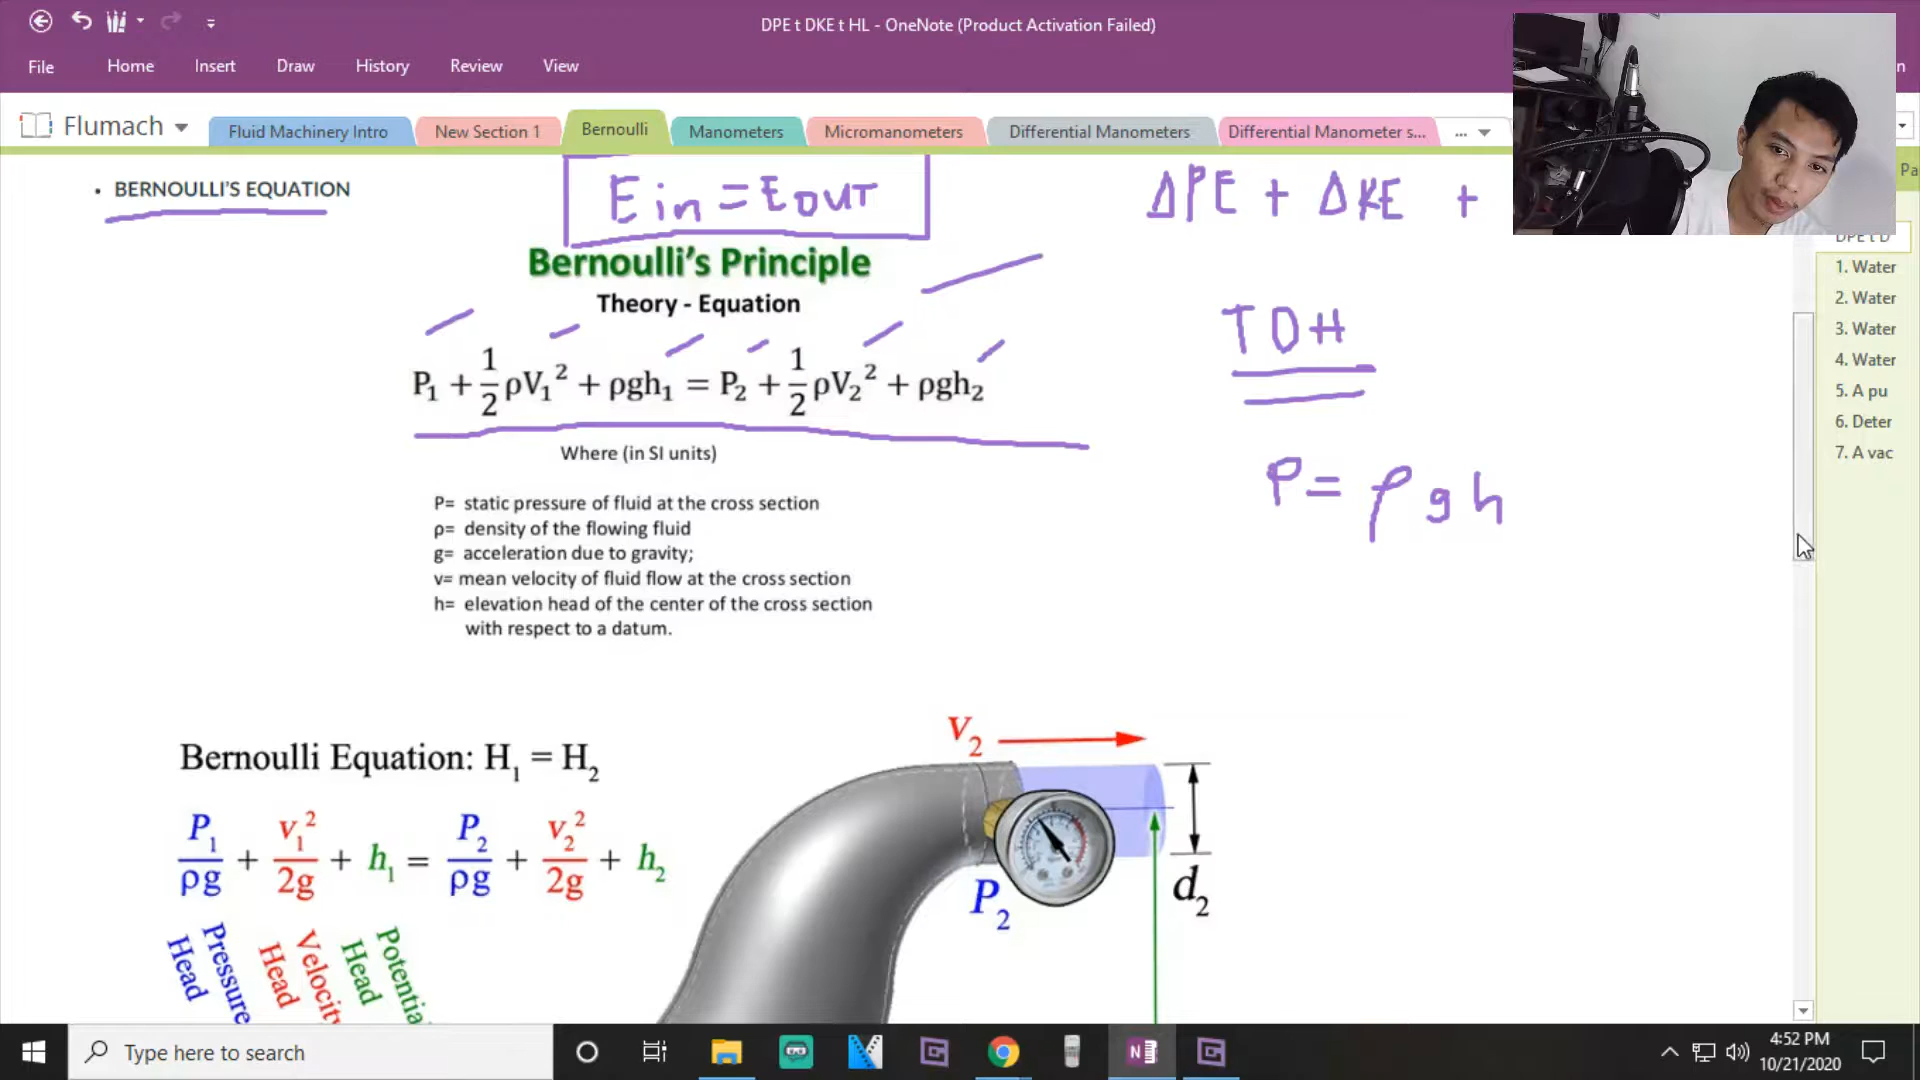 DPE t DKE t HL - OneNote (Product Activation Failed)
File Home Insert Draw History Review View
Flumach Fluid Machinery Intro New Section 1 Bernoulli Manometers Micromanometers Differential Manometers Differential Manometer s... ...
• BERNOULLI'S EQUATION
Ein = EOUT
ΔPE + ΔKE +
Bernoulli's Principle
Theory - Equation
P₁ + 1/2 ρV₁² + ρgh₁ = P₂ + 1/2 ρV₂² + ρgh₂
TDH
P = ρgh
Where (in SI units)
P= static pressure of fluid at the cross section
ρ= density of the flowing fluid
g= acceleration due to gravity;
v= mean velocity of fluid flow at the cross section
h= elevation head of the center of the cross section
with respect to a datum.
Bernoulli Equation: H₁ = H₂
P₁/ρg + v₁²/2g + h₁ = P₂/ρg + v₂²/2g + h₂
Pressure
Head
Velocity
Head
Potential
Head
v₂
P₂
d₂
Pa
DPE t D
1. Water
2. Water
3. Water
4. Water
5. A pu
6. Deter
7. A vac
Type here to search
4:52 PM
10/21/2020